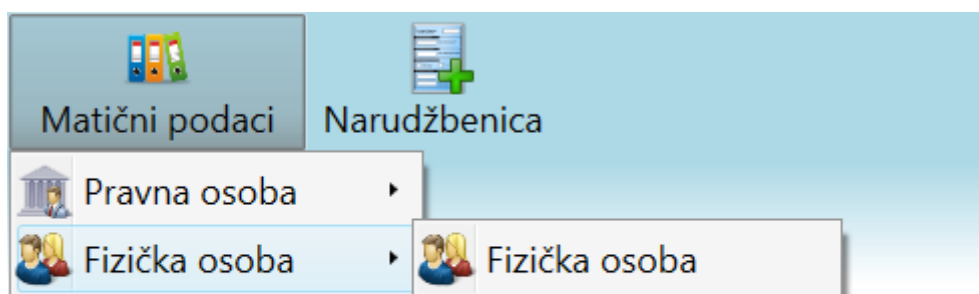 Matični podaci
Narudžbenica
Pravna osoba
Fizička osoba
Fizička osoba